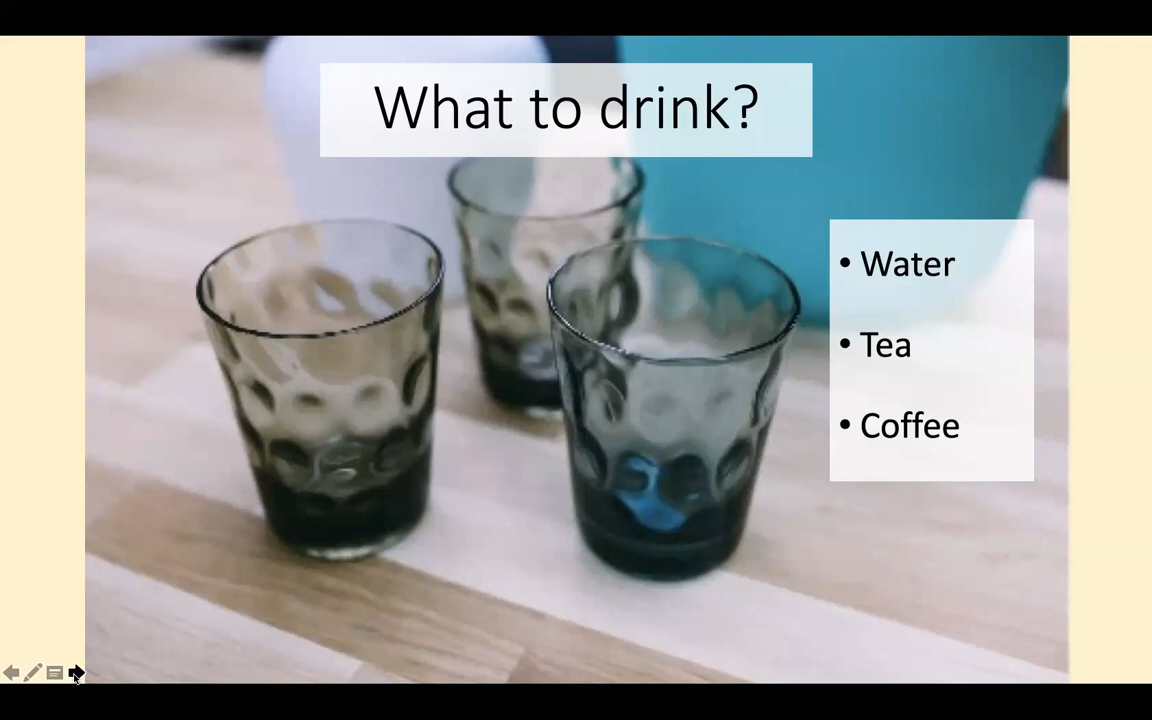 What to drink?
• Water
• Tea
• Coffee